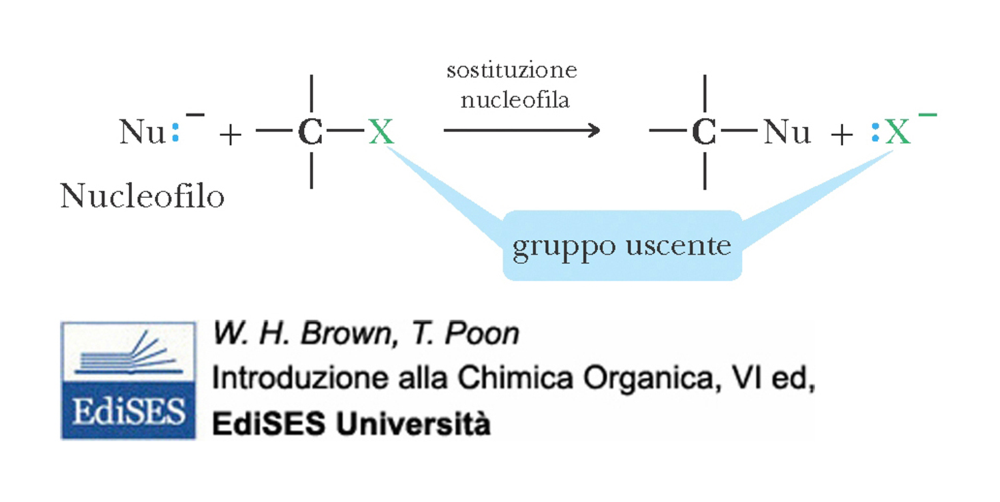 sostituzione
nucleofila
Nu:⁻ + —C—X ⟶ —C—Nu + :X⁻
Nucleofilo
gruppo uscente
W. H. Brown, T. Poon
Introduzione alla Chimica Organica, VI ed,
EdiSES
EdiSES Università